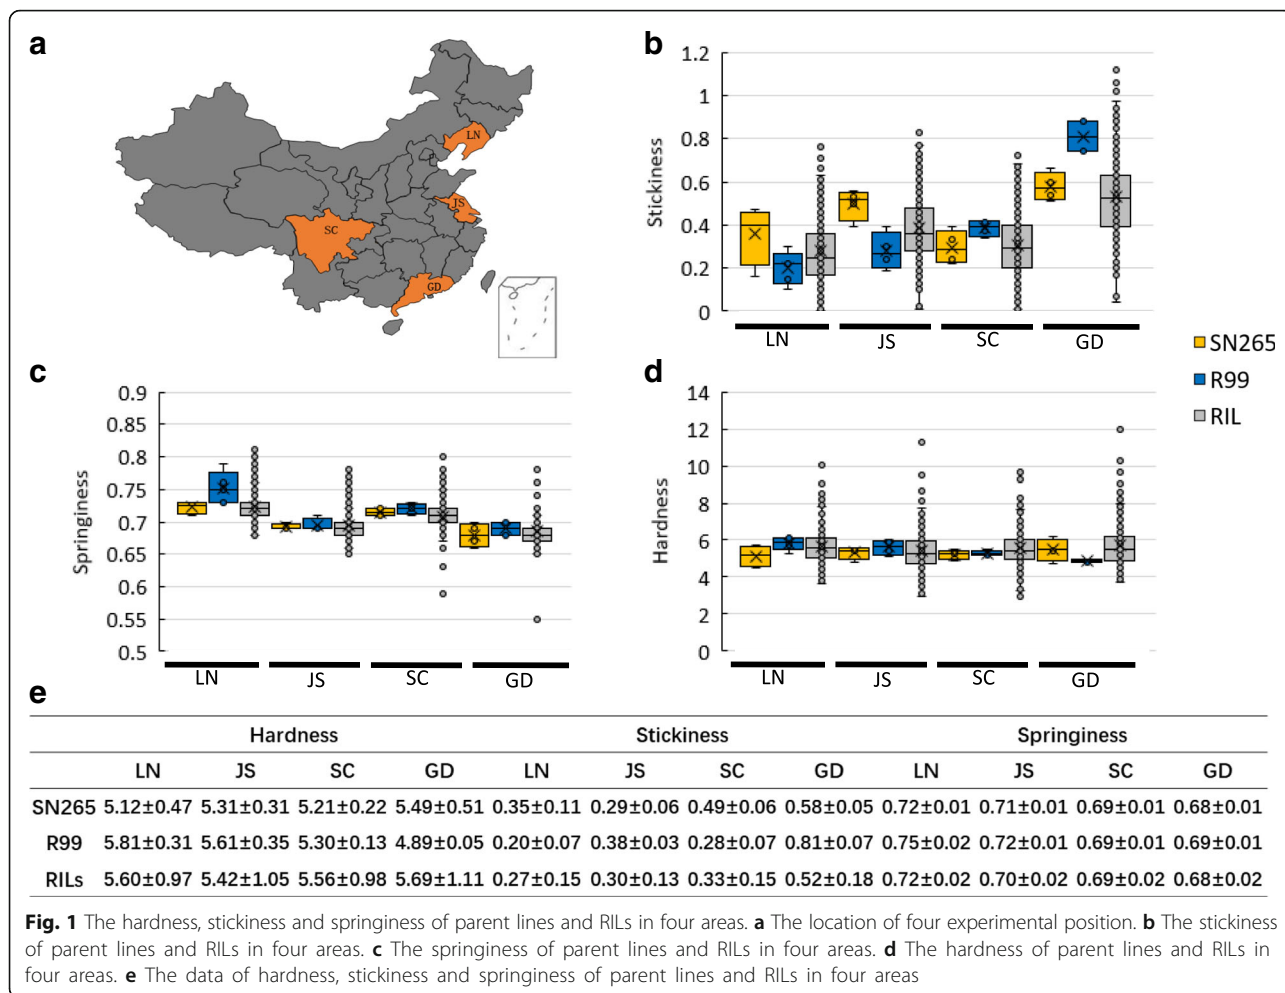 a
LN
JS
SC
GD
b
Stickiness
1.2
1
0.8
0.6
0.4
0.2
0
LN JS SC GD
SN265
R99
RIL
c
Springiness
0.9
0.85
0.8
0.75
0.7
0.65
0.6
0.55
0.5
LN JS SC GD
d
Hardness
14
12
10
8
6
4
2
0
LN JS SC GD
e
Hardness Stickiness Springiness
LN JS SC GD LN JS SC GD LN JS SC GD
SN265 5.12±0.47 5.31±0.31 5.21±0.22 5.49±0.51 0.35±0.11 0.29±0.06 0.49±0.06 0.58±0.05 0.72±0.01 0.71±0.01 0.69±0.01 0.68±0.01
R99 5.81±0.31 5.61±0.35 5.30±0.13 4.89±0.05 0.20±0.07 0.38±0.03 0.28±0.07 0.81±0.07 0.75±0.02 0.72±0.01 0.69±0.01 0.69±0.01
RILs 5.60±0.97 5.42±1.05 5.56±0.98 5.69±1.11 0.27±0.15 0.30±0.13 0.33±0.15 0.52±0.18 0.72±0.02 0.70±0.02 0.69±0.02 0.68±0.02
Fig. 1 The hardness, stickiness and springiness of parent lines and RILs in four areas. a The location of four experimental position. b The stickiness
of parent lines and RILs in four areas. c The springiness of parent lines and RILs in four areas. d The hardness of parent lines and RILs in
four areas. e The data of hardness, stickiness and springiness of parent lines and RILs in four areas